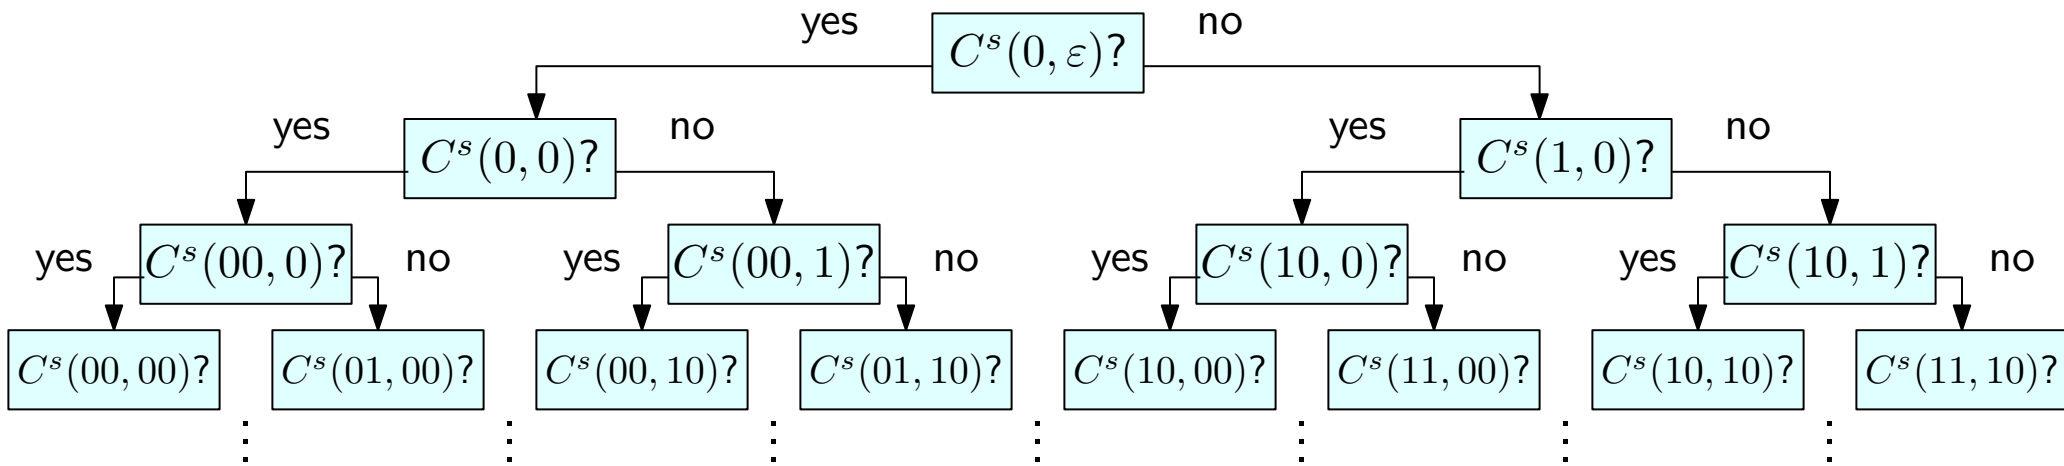 yes no
C^s(0, ε)?
yes no yes no
C^s(0, 0)? C^s(1, 0)?
yes no yes no yes no yes no
C^s(00, 0)? C^s(00, 1)? C^s(10, 0)? C^s(10, 1)?
C^s(00, 00)? C^s(01, 00)? C^s(00, 10)? C^s(01, 10)? C^s(10, 00)? C^s(11, 00)? C^s(10, 10)? C^s(11, 10)?